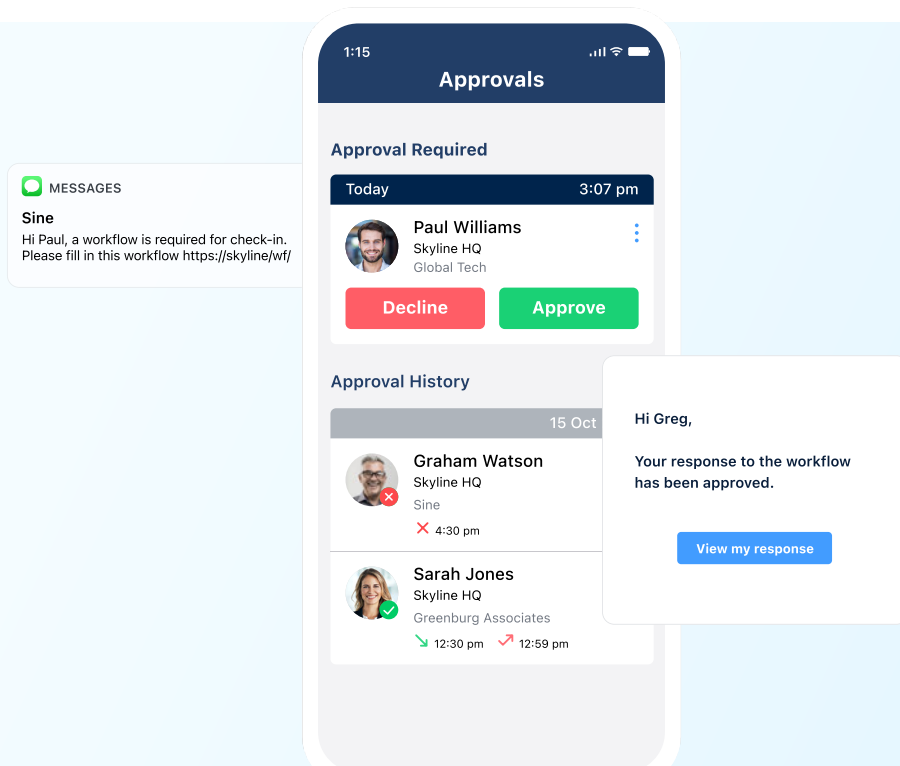 1:15
Approvals
Approval Required
Today 3:07 pm
Paul Williams
Skyline HQ
Global Tech
Decline Approve
MESSAGES
Sine
Hi Paul, a workflow is required for check-in.
Please fill in this workflow https://skyline/wf/
Approval History
15 Oct
Graham Watson
Skyline HQ
Sine
4:30 pm
Sarah Jones
Skyline HQ
Greenburg Associates
12:30 pm 12:59 pm
Hi Greg,
Your response to the workflow
has been approved.
View my response